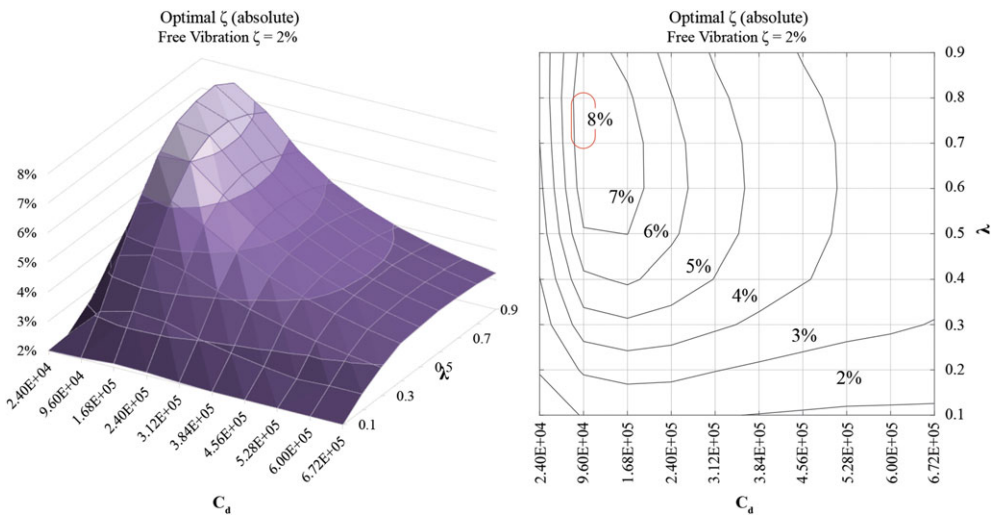 Optimal ζ (absolute)
Free Vibration ζ = 2%
8%
7%
6%
5%
4%
3%
2%
2.40E+04
9.60E+04
1.68E+05
2.40E+05
3.12E+05
3.84E+05
4.56E+05
5.28E+05
6.00E+05
6.72E+05
0.1
0.3
0.5
0.7
0.9
λ
C_d
Optimal ζ (absolute)
Free Vibration ζ = 2%
0.9
0.8
0.7
0.6
0.5
0.4
0.3
0.2
0.1
λ
8%
7%
6%
5%
4%
3%
2%
2.40E+04
9.60E+04
1.68E+05
2.40E+05
3.12E+05
3.84E+05
4.56E+05
5.28E+05
6.00E+05
6.72E+05
C_d